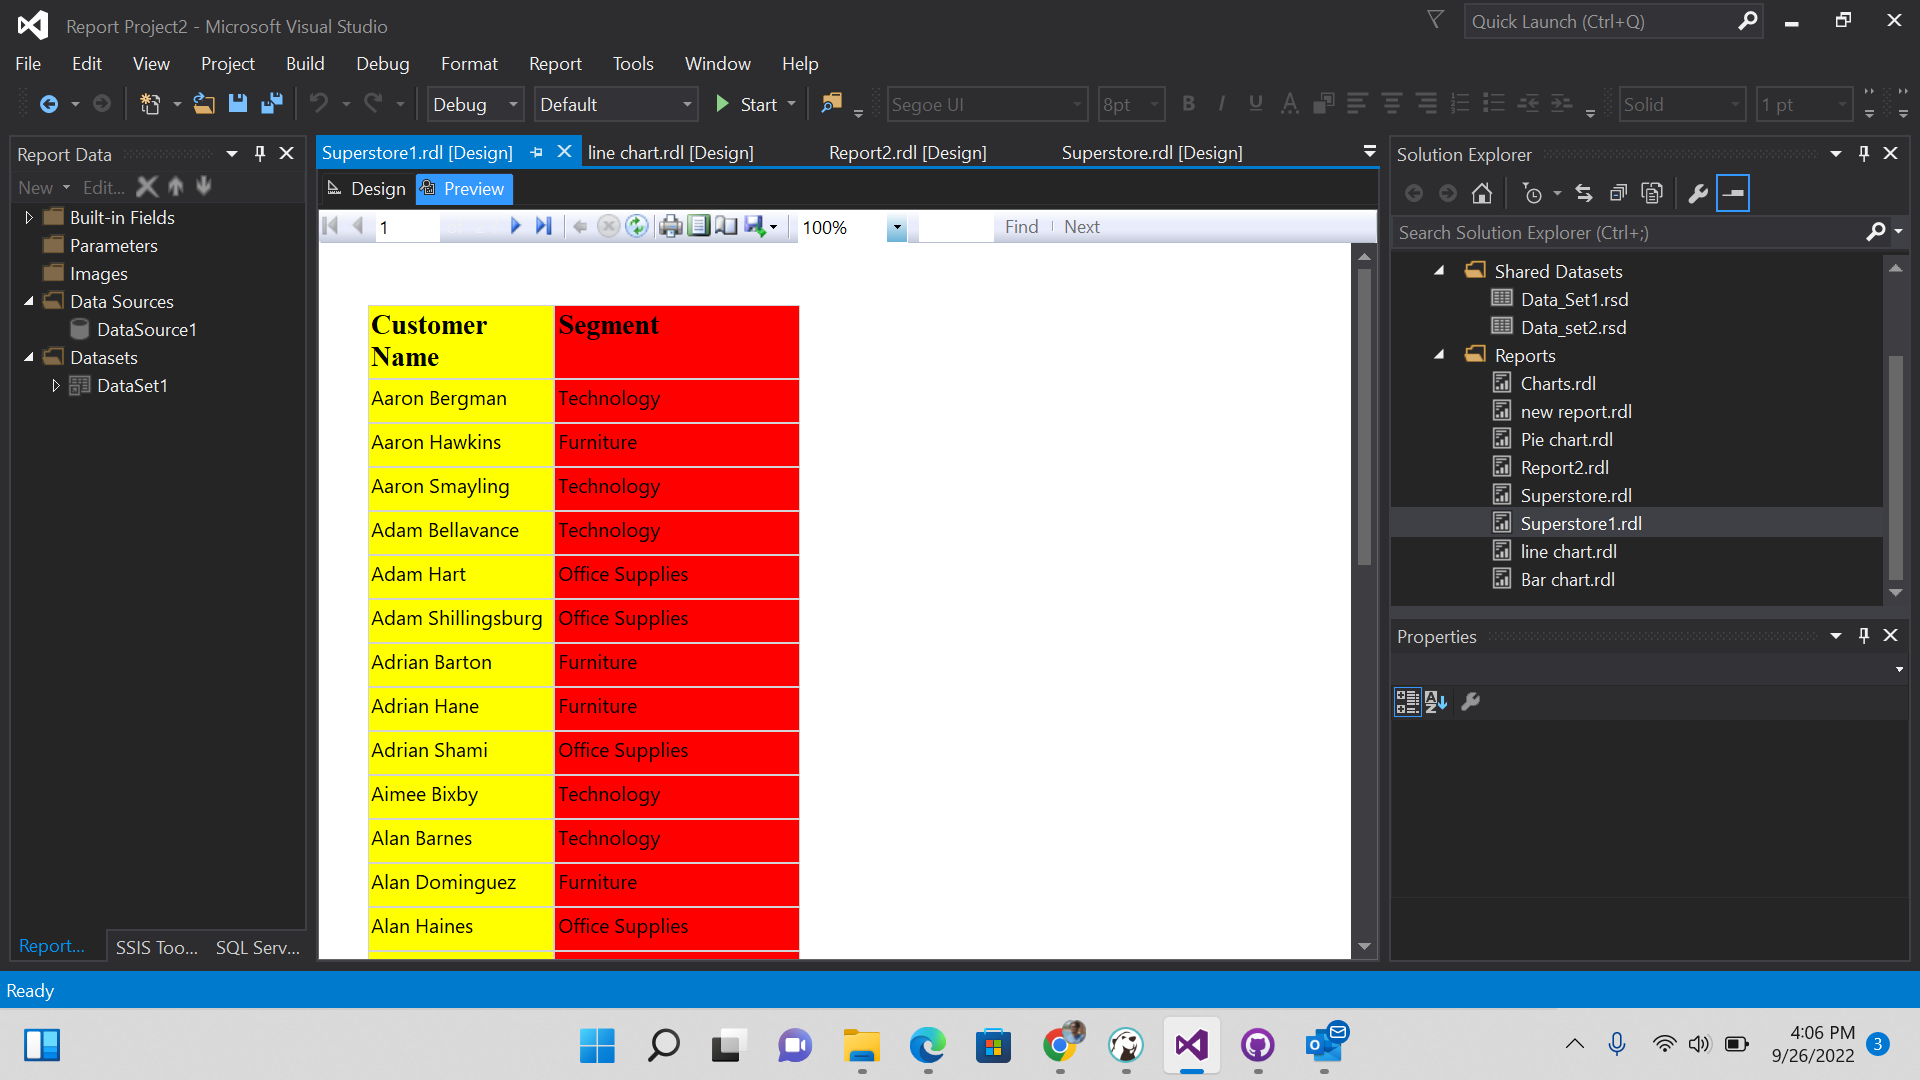 Report Project2 - Microsoft Visual Studio
Quick Launch (Ctrl+Q)
File Edit View Project Build Debug Format Report Tools Window Help
Debug Default Start Segoe UI 8pt B I U A Solid 1 pt
Report Data
New Edit...
Built-in Fields
Parameters
Images
Data Sources
DataSource1
Datasets
DataSet1
Report... SSIS Too... SQL Serv...
Superstore1.rdl [Design] line chart.rdl [Design] Report2.rdl [Design] Superstore.rdl [Design]
Design Preview
1 100% Find Next
Customer Name Segment
Aaron Bergman Technology
Aaron Hawkins Furniture
Aaron Smayling Technology
Adam Bellavance Technology
Adam Hart Office Supplies
Adam Shillingsburg Office Supplies
Adrian Barton Furniture
Adrian Hane Furniture
Adrian Shami Office Supplies
Aimee Bixby Technology
Alan Barnes Technology
Alan Dominguez Furniture
Alan Haines Office Supplies
Solution Explorer
Search Solution Explorer (Ctrl+;)
Shared Datasets
Data_Set1.rsd
Data_set2.rsd
Reports
Charts.rdl
new report.rdl
Pie chart.rdl
Report2.rdl
Superstore.rdl
Superstore1.rdl
line chart.rdl
Bar chart.rdl
Properties
Ready
4:06 PM
9/26/2022
3